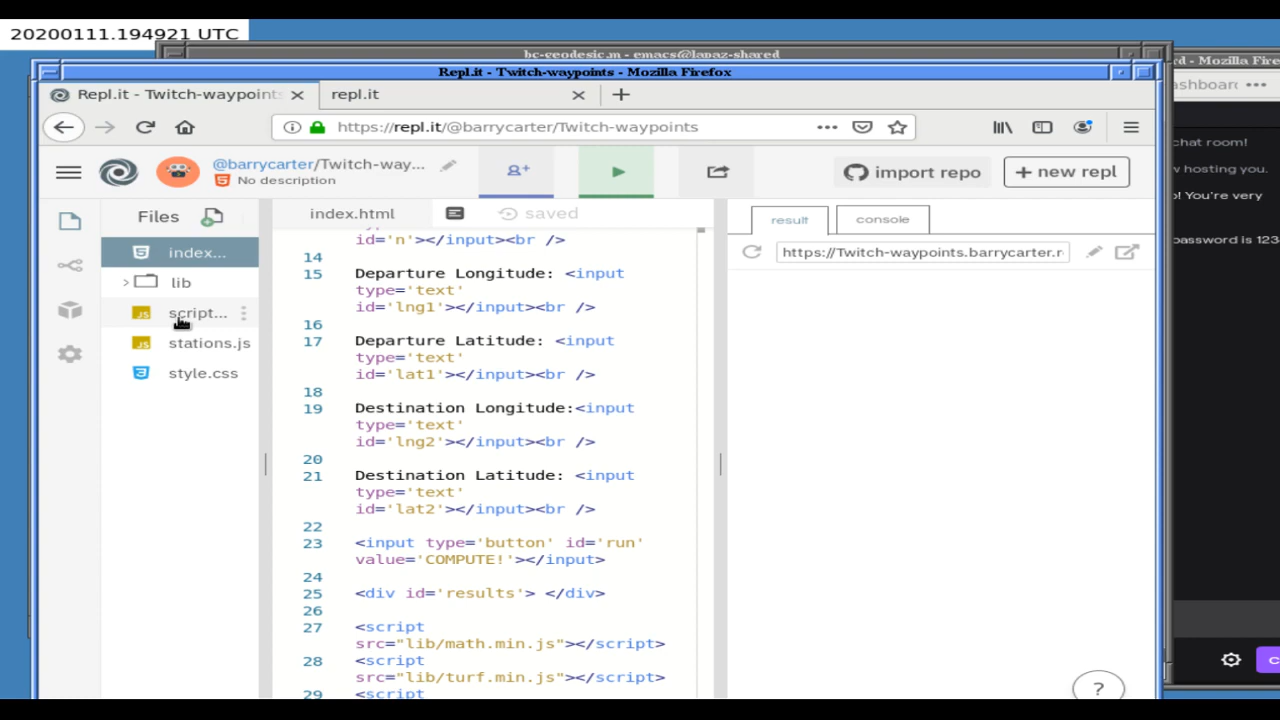 20200111.194921 UTC
bc-geodesic.m - emacs@lapaz-shared
Repl.it - Twitch-waypoints - Mozilla Firefox
rd - Mozilla Fire
Repl.it - Twitch-waypoints
repl.it
ashboard
https://repl.it/@barrycarter/Twitch-waypoints
chat room!
@barrycarter/Twitch-way...
No description
import repo
+ new repl
hosting you.
! You're very
Files
index.html
saved
result
console
password is 123
index...
https://Twitch-waypoints.barrycarter.r
lib
script...
stations.js
style.css
id='n'></input><br />
14
15 Departure Longitude: <input
type='text'
id='lng1'></input><br />
16
17 Departure Latitude: <input
type='text'
id='lat1'></input><br />
18
19 Destination Longitude:<input
type='text'
id='lng2'></input><br />
20
21 Destination Latitude: <input
type='text'
id='lat2'></input><br />
22
23 <input type='button' id='run'
value='COMPUTE!'></input>
24
25 <div id='results'> </div>
26
27 <script
src="lib/math.min.js"></script>
28 <script
src="lib/turf.min.js"></script>
29 <script
?